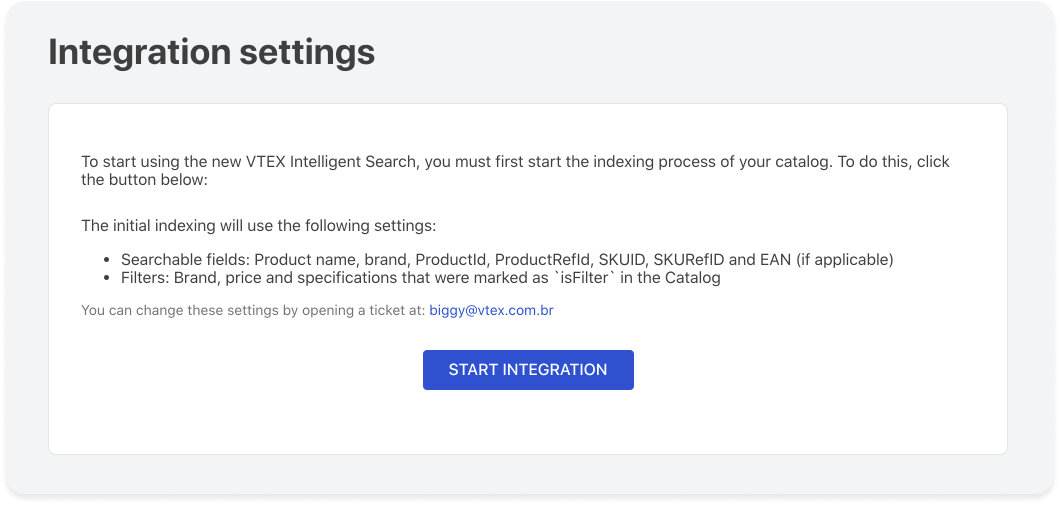 Integration settings
To start using the new VTEX Intelligent Search, you must first start the indexing process of your catalog. To do this, click
the button below:
The initial indexing will use the following settings:
• Searchable fields: Product name, brand, ProductId, ProductRefId, SKUID, SKURefID and EAN (if applicable)
• Filters: Brand, price and specifications that were marked as `isFilter` in the Catalog
You can change these settings by opening a ticket at: biggy@vtex.com.br
START INTEGRATION